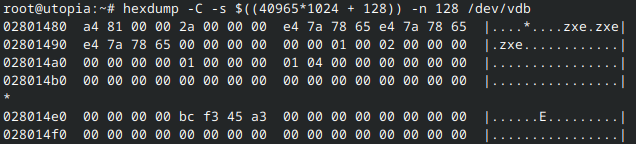 root@utopia:~# hexdump -C -s $((40965*1024 + 128)) -n 128 /dev/vdb
02801480  a4 81 00 00 2a 00 00 00  e4 7a 78 65 e4 7a 78 65  |....*....zxe.zxe|
02801490  e4 7a 78 65 00 00 00 00  00 00 01 00 02 00 00 00  |.zxe............|
028014a0  00 00 00 00 01 00 00 00  01 04 00 00 00 00 00 00  |................|
028014b0  00 00 00 00 00 00 00 00  00 00 00 00 00 00 00 00  |................|
*
028014e0  00 00 00 00 bc f3 45 a3  00 00 00 00 00 00 00 00  |......E.........|
028014f0  00 00 00 00 00 00 00 00  00 00 00 00 00 00 00 00  |................|